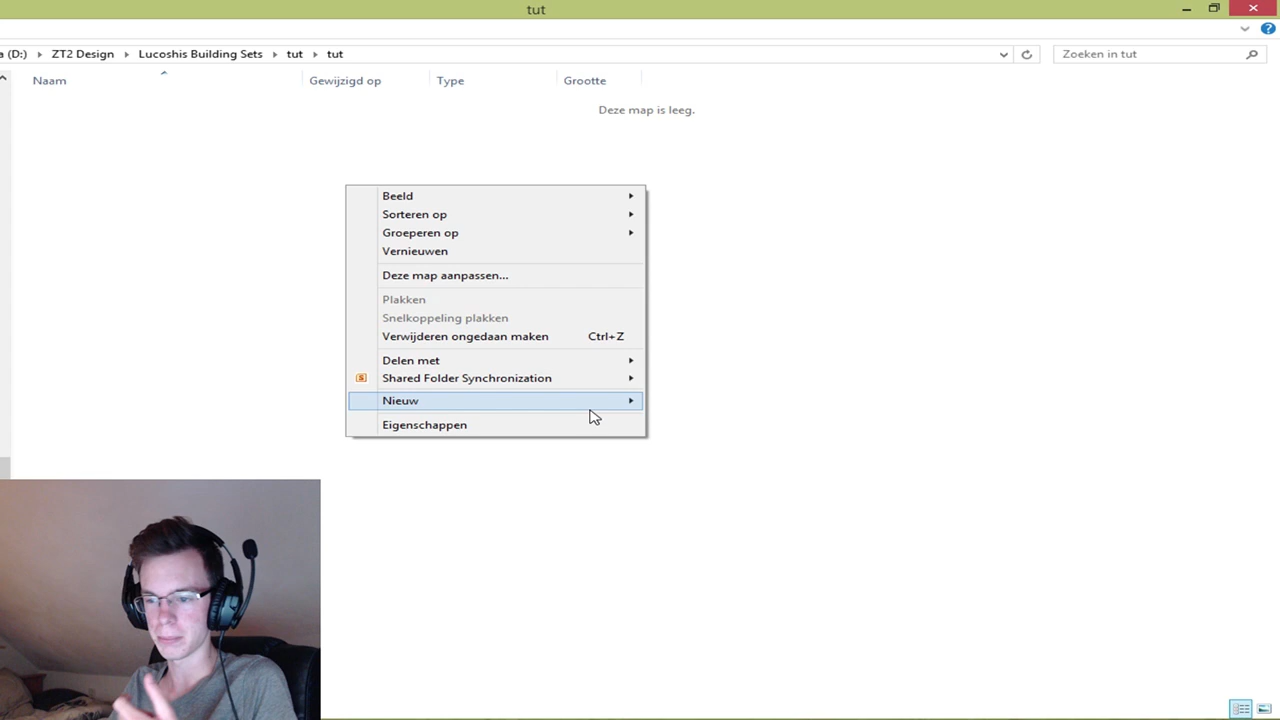 tut
a (D:) ZT2 Design Lucoshis Building Sets tut tut Zoeken in tut
Naam Gewijzigd op Type Grootte
Deze map is leeg.
Beeld
Sorteren op
Groeperen op
Vernieuwen
Deze map aanpassen...
Plakken
Snelkoppeling plakken
Verwijderen ongedaan maken Ctrl+Z
Delen met
S Shared Folder Synchronization
Nieuw
Eigenschappen